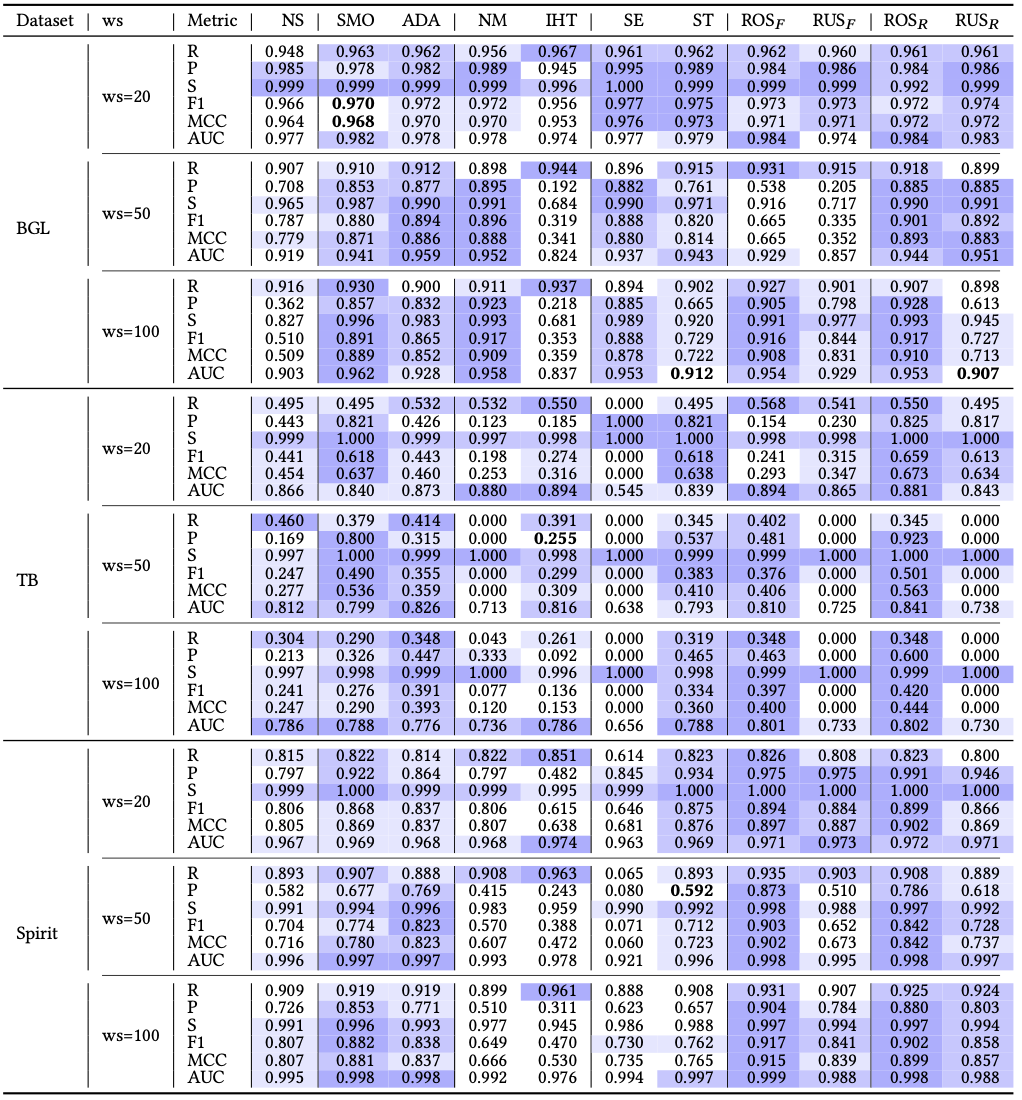 Dataset ws Metric NS SMO ADA NM IHT SE ST ROS_F RUS_F ROS_R RUS_R
R 0.948 0.963 0.962 0.956 0.967 0.961 0.962 0.962 0.960 0.961 0.961
P 0.985 0.978 0.982 0.989 0.945 0.995 0.989 0.984 0.986 0.984 0.986
ws=20 S 0.999 0.999 0.999 0.999 0.996 1.000 0.999 0.999 0.999 0.992 0.999
F1 0.966 0.970 0.972 0.972 0.956 0.977 0.975 0.973 0.973 0.972 0.974
MCC 0.964 0.968 0.970 0.970 0.953 0.976 0.973 0.971 0.971 0.972 0.972
AUC 0.977 0.982 0.978 0.978 0.974 0.977 0.979 0.984 0.974 0.984 0.983
R 0.907 0.910 0.912 0.898 0.944 0.896 0.915 0.931 0.915 0.918 0.899
P 0.708 0.853 0.877 0.895 0.192 0.882 0.761 0.538 0.205 0.885 0.885
ws=50 S 0.965 0.987 0.990 0.991 0.684 0.990 0.971 0.916 0.717 0.990 0.991
BGL F1 0.787 0.880 0.894 0.896 0.319 0.888 0.820 0.665 0.335 0.901 0.892
MCC 0.779 0.871 0.886 0.888 0.341 0.880 0.814 0.665 0.352 0.893 0.883
AUC 0.919 0.941 0.959 0.952 0.824 0.937 0.943 0.929 0.857 0.944 0.951
R 0.916 0.930 0.900 0.911 0.937 0.894 0.902 0.927 0.901 0.907 0.898
P 0.362 0.857 0.832 0.923 0.218 0.885 0.665 0.905 0.798 0.928 0.613
ws=100 S 0.827 0.996 0.983 0.993 0.681 0.989 0.920 0.991 0.977 0.993 0.945
F1 0.510 0.891 0.865 0.917 0.353 0.888 0.729 0.916 0.844 0.917 0.727
MCC 0.509 0.889 0.852 0.909 0.359 0.878 0.722 0.908 0.831 0.910 0.713
AUC 0.903 0.962 0.928 0.958 0.837 0.953 0.912 0.954 0.929 0.953 0.907
R 0.495 0.495 0.532 0.532 0.550 0.000 0.495 0.568 0.541 0.550 0.495
P 0.443 0.821 0.426 0.123 0.185 1.000 0.821 0.154 0.230 0.825 0.817
ws=20 S 0.999 1.000 0.999 0.997 0.998 1.000 1.000 0.998 0.998 1.000 1.000
F1 0.441 0.618 0.443 0.198 0.274 0.000 0.618 0.241 0.315 0.659 0.613
MCC 0.454 0.637 0.460 0.253 0.316 0.000 0.638 0.293 0.347 0.673 0.634
AUC 0.866 0.840 0.873 0.880 0.894 0.545 0.839 0.894 0.865 0.881 0.843
R 0.460 0.379 0.414 0.000 0.391 0.000 0.345 0.402 0.000 0.345 0.000
P 0.169 0.800 0.315 0.000 0.255 0.000 0.537 0.481 0.000 0.923 0.000
ws=50 S 0.997 1.000 0.999 1.000 0.998 1.000 0.999 0.999 1.000 1.000 1.000
TB F1 0.247 0.490 0.355 0.000 0.299 0.000 0.383 0.376 0.000 0.501 0.000
MCC 0.277 0.536 0.359 0.000 0.309 0.000 0.410 0.406 0.000 0.563 0.000
AUC 0.812 0.799 0.826 0.713 0.816 0.638 0.793 0.810 0.725 0.841 0.738
R 0.304 0.290 0.348 0.043 0.261 0.000 0.319 0.348 0.000 0.348 0.000
P 0.213 0.326 0.447 0.333 0.092 0.000 0.465 0.463 0.000 0.600 0.000
ws=100 S 0.997 0.998 0.999 1.000 0.996 1.000 0.998 0.999 1.000 0.999 1.000
F1 0.241 0.276 0.391 0.077 0.136 0.000 0.334 0.397 0.000 0.420 0.000
MCC 0.247 0.290 0.393 0.120 0.153 0.000 0.360 0.400 0.000 0.444 0.000
AUC 0.786 0.788 0.776 0.736 0.786 0.656 0.788 0.801 0.733 0.802 0.730
R 0.815 0.822 0.814 0.822 0.851 0.614 0.823 0.826 0.808 0.823 0.800
P 0.797 0.922 0.864 0.797 0.482 0.845 0.934 0.975 0.975 0.991 0.946
ws=20 S 0.999 1.000 0.999 0.999 0.995 0.999 1.000 1.000 1.000 1.000 1.000
F1 0.806 0.868 0.837 0.806 0.615 0.646 0.875 0.894 0.884 0.899 0.866
MCC 0.805 0.869 0.837 0.807 0.638 0.681 0.876 0.897 0.887 0.902 0.869
AUC 0.967 0.969 0.968 0.968 0.974 0.963 0.969 0.971 0.973 0.972 0.971
R 0.893 0.907 0.888 0.908 0.963 0.065 0.893 0.935 0.903 0.908 0.889
P 0.582 0.677 0.769 0.415 0.243 0.080 0.592 0.873 0.510 0.786 0.618
ws=50 S 0.991 0.994 0.996 0.983 0.959 0.990 0.992 0.998 0.988 0.997 0.992
Spirit F1 0.704 0.774 0.823 0.570 0.388 0.071 0.712 0.903 0.652 0.842 0.728
MCC 0.716 0.780 0.823 0.607 0.472 0.060 0.723 0.902 0.673 0.842 0.737
AUC 0.996 0.997 0.997 0.993 0.978 0.921 0.996 0.998 0.995 0.998 0.997
R 0.909 0.919 0.919 0.899 0.961 0.888 0.908 0.931 0.907 0.925 0.924
P 0.726 0.853 0.771 0.510 0.311 0.623 0.657 0.904 0.784 0.880 0.803
ws=100 S 0.991 0.996 0.993 0.977 0.945 0.986 0.988 0.997 0.994 0.997 0.994
F1 0.807 0.882 0.838 0.649 0.470 0.730 0.762 0.917 0.841 0.902 0.858
MCC 0.807 0.881 0.837 0.666 0.530 0.735 0.765 0.915 0.839 0.899 0.857
AUC 0.995 0.998 0.998 0.992 0.976 0.994 0.997 0.999 0.988 0.998 0.988